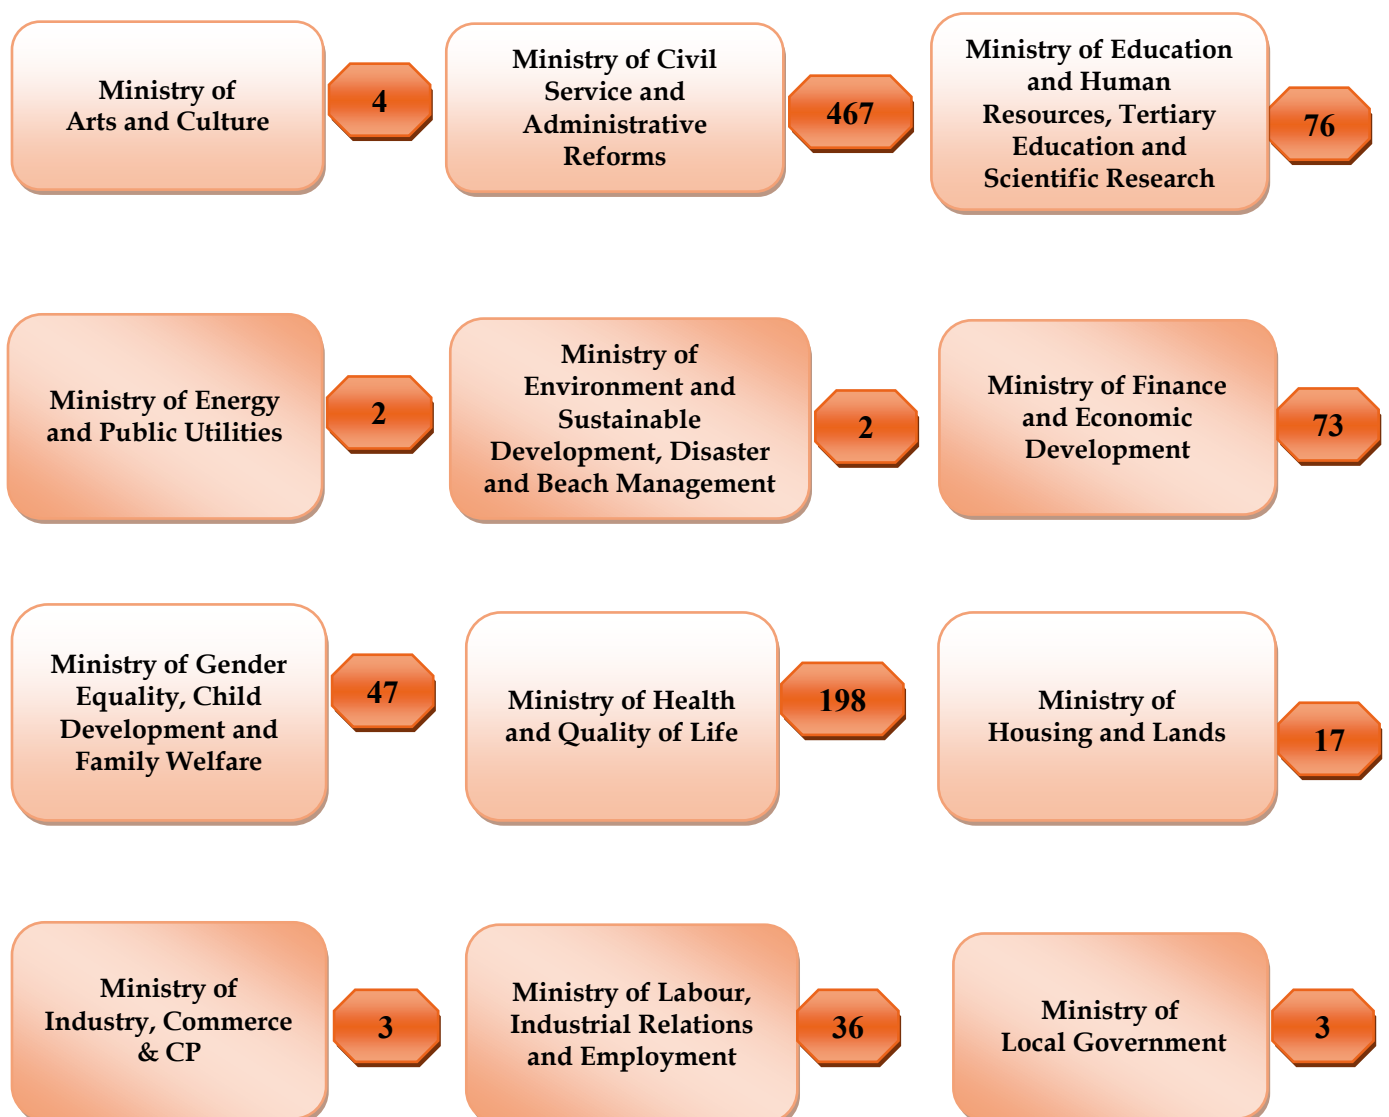 Ministry of
Arts and Culture
4
Ministry of Civil
Service and
Administrative
Reforms
467
Ministry of Education
and Human
Resources, Tertiary
Education and
Scientific Research
76
Ministry of Energy
and Public Utilities
2
Ministry of
Environment and
Sustainable
Development, Disaster
and Beach Management
2
Ministry of Finance
and Economic
Development
73
Ministry of Gender
Equality, Child
Development and
Family Welfare
47
Ministry of Health
and Quality of Life
198
Ministry of
Housing and Lands
17
Ministry of
Industry, Commerce
& CP
3
Ministry of Labour,
Industrial Relations
and Employment
36
Ministry of
Local Government
3